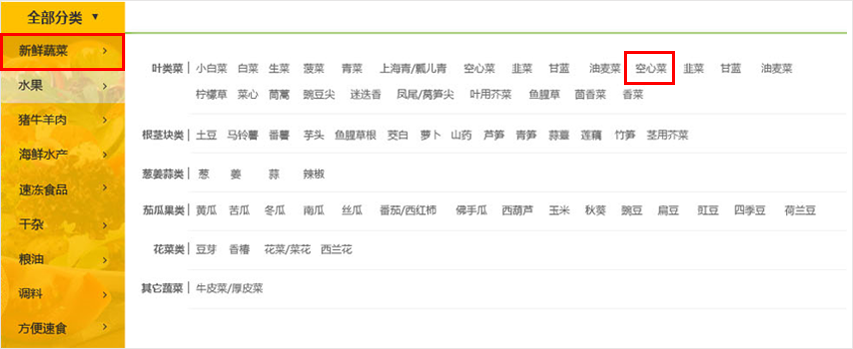 全部分类 ▼
新鲜蔬菜 >
水果 >
猪牛羊肉 >
海鲜水产 >
速冻食品 >
干杂 >
粮油 >
调料 >
方便速食 >
叶类菜 | 小白菜 白菜 生菜 菠菜 青菜 上海青/瓢儿青 空心菜 韭菜 甘蓝 油麦菜 空心菜 韭菜 甘蓝 油麦菜
柠檬草 菜心 茼蒿 豌豆尖 迷迭香 凤尾/莴笋尖 叶用芥菜 鱼腥草 茴香菜 香菜
根茎块类 | 土豆 马铃薯 番薯 芋头 鱼腥草根 茭白 萝卜 山药 芦笋 青笋 蒜薹 莲藕 竹笋 茎用芥菜
葱姜蒜类 | 葱 姜 蒜 辣椒
茄瓜果类 | 黄瓜 苦瓜 冬瓜 南瓜 丝瓜 番茄/西红柿 佛手瓜 西葫芦 玉米 秋葵 豌豆 扁豆 豇豆 四季豆 荷兰豆
花菜类 | 豆芽 香椿 花菜/菜花 西兰花
其它蔬菜 | 牛皮菜/厚皮菜